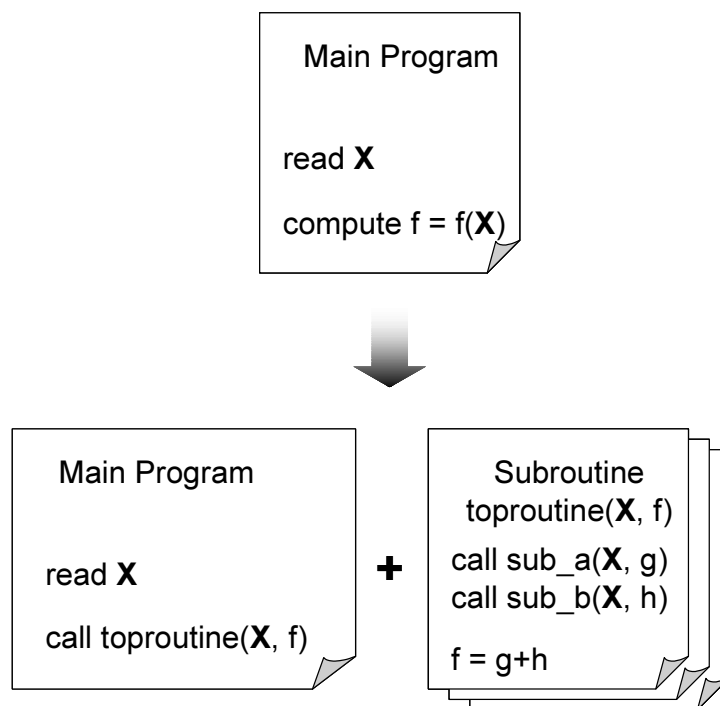 Main Program
read X
compute f = f(X)
Main Program
read X
call toproutine(X, f)
+
Subroutine
toproutine(X, f)
call sub_a(X, g)
call sub_b(X, h)
f = g+h